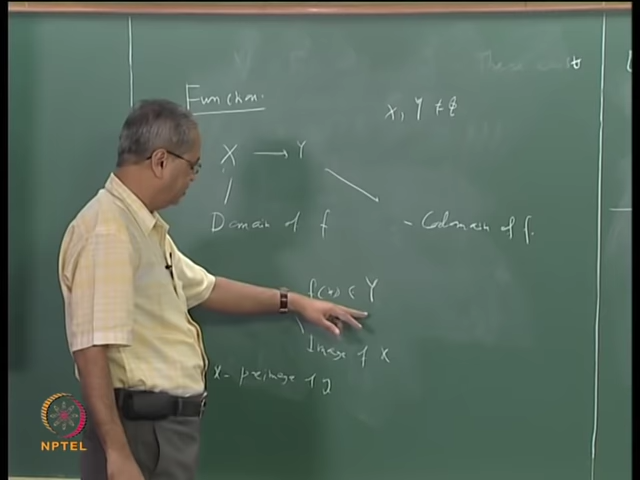 Function.
X, Y ≠ ϕ
X → Y
Domain of f - Codomain of f.
f(x) ∈ Y
Image of x
x - preimage of y
NPTEL